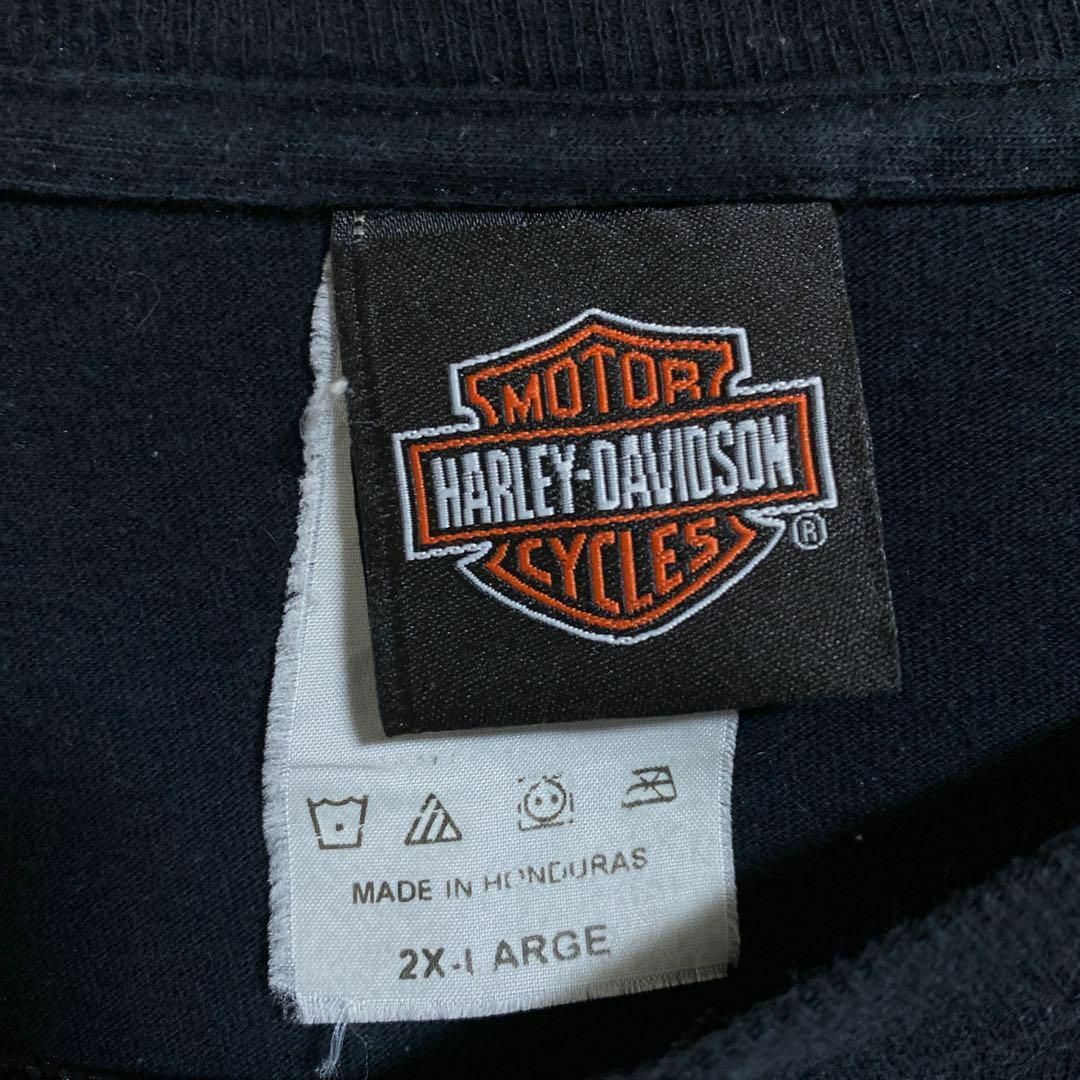 MOTOR
HARLEY-DAVIDSON
CYCLES
®
MADE IN HONDURAS
2X-LARGE